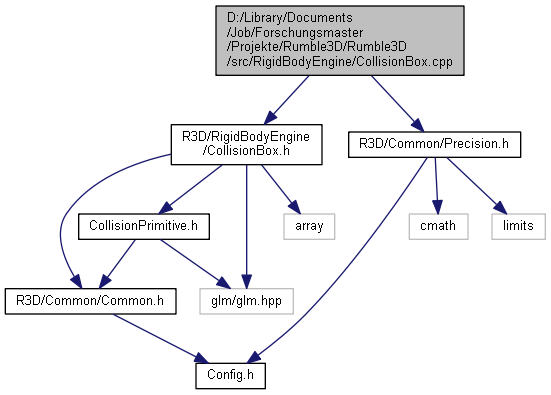 D:/Library/Documents
/Job/Forschungsmaster
/Projekte/Rumble3D/Rumble3D
/src/RigidBodyEngine/CollisionBox.cpp
R3D/RigidBodyEngine
/CollisionBox.h
R3D/Common/Precision.h
CollisionPrimitive.h
array
cmath
limits
R3D/Common/Common.h
glm/glm.hpp
Config.h